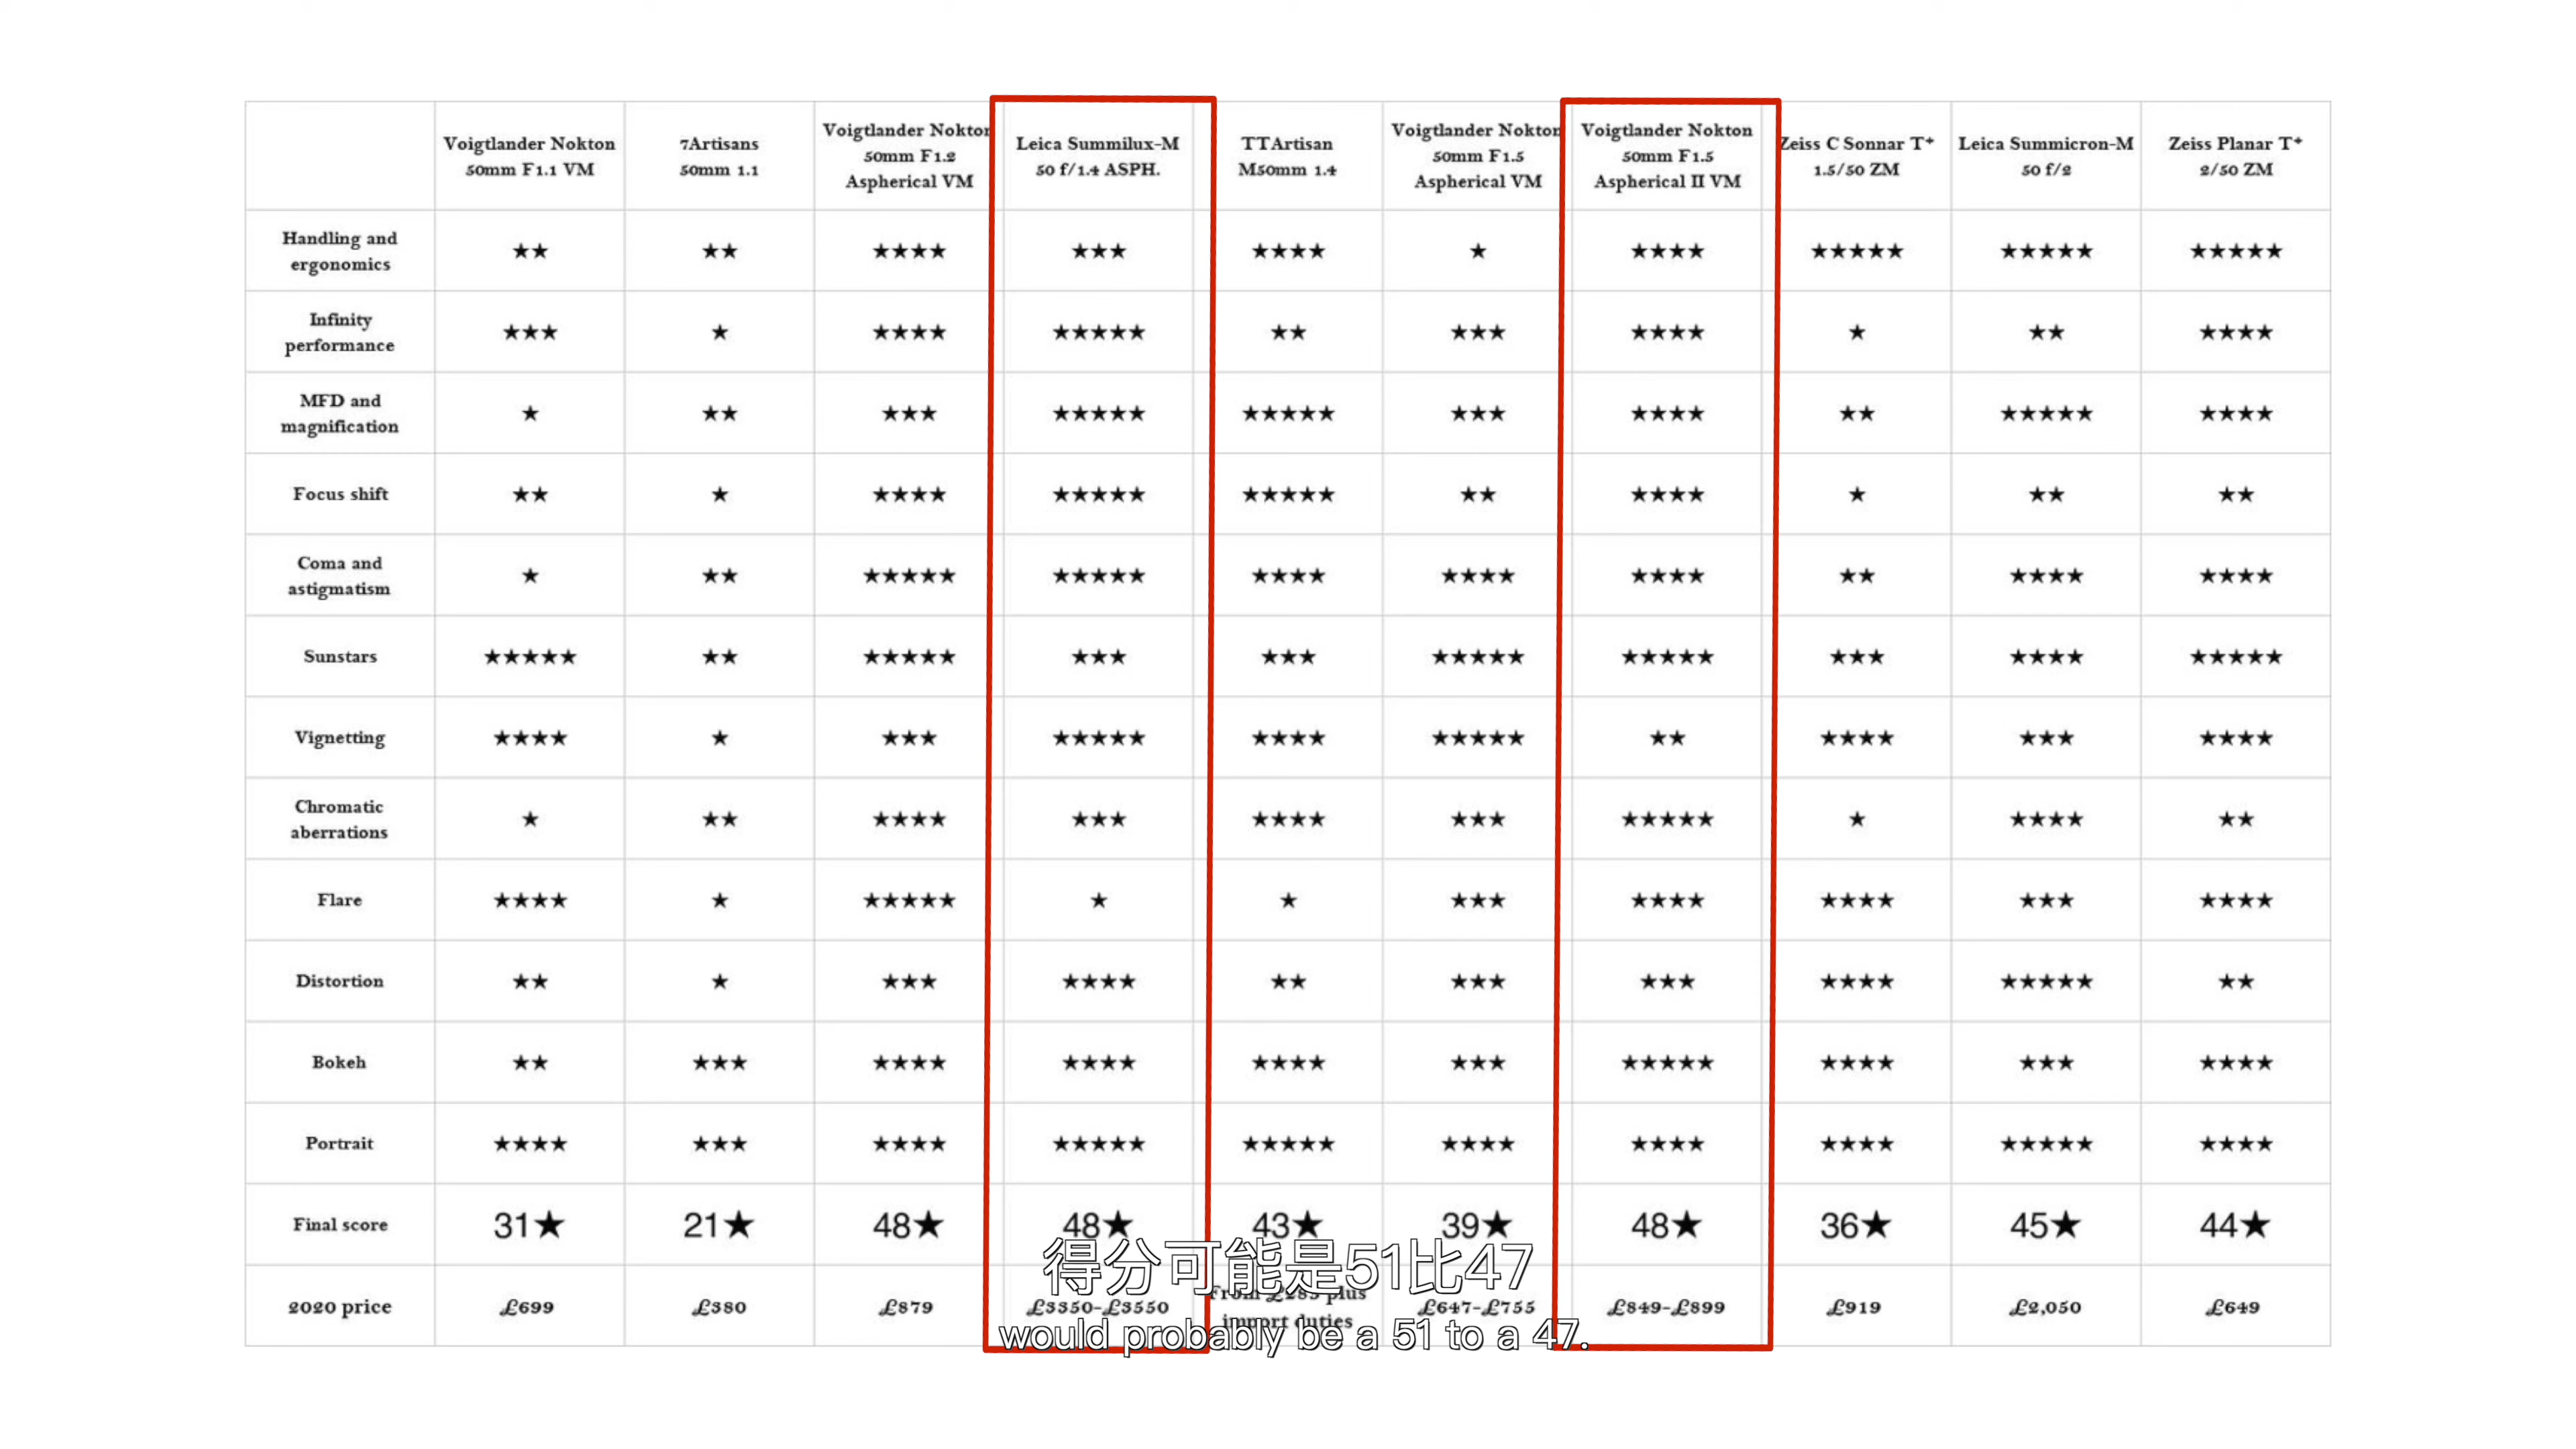 Voigtlander Nokton 50mm F1.1 VM
7Artisans 50mm 1.1
Voigtlander Nokton 50mm F1.2 Aspherical VM
Leica Summilux-M 50 f/1.4 ASPH.
TTArtisan M50mm 1.4
Voigtlander Nokton 50mm F1.5 Aspherical VM
Voigtlander Nokton 50mm F1.5 Aspherical II VM
Zeiss C Sonnar T* 1.5/50 ZM
Leica Summicron-M 50 f/2
Zeiss Planar T* 2/50 ZM
Handling and ergonomics ★★ ★★ ★★★★ ★★★ ★★★★ ★ ★★★★ ★★★★★ ★★★★★ ★★★★★
Infinity performance ★★★ ★ ★★★★ ★★★★★ ★★ ★★★ ★★★★ ★ ★★ ★★★★
MFD and magnification ★ ★★ ★★★ ★★★★★ ★★★★★ ★★★ ★★★★ ★★ ★★★★★ ★★★★
Focus shift ★★ ★ ★★★★ ★★★★★ ★★★★★ ★★ ★★★★ ★ ★★ ★★
Coma and astigmatism ★ ★★ ★★★★★ ★★★★★ ★★★★ ★★★★ ★★★★ ★★ ★★★★ ★★★★
Sunstars ★★★★★ ★★ ★★★★★ ★★★ ★★★ ★★★★★ ★★★★★ ★★★ ★★★★ ★★★★★
Vignetting ★★★★ ★ ★★★ ★★★★★ ★★★★ ★★★★★ ★★ ★★★★ ★★★ ★★★★
Chromatic aberrations ★ ★★ ★★★★ ★★★ ★★★★ ★★★ ★★★★★ ★ ★★★★ ★★
Flare ★★★★ ★ ★★★★★ ★ ★ ★★★ ★★★★ ★★★★ ★★★ ★★★★
Distortion ★★ ★ ★★★ ★★★★ ★★ ★★★ ★★★ ★★★★ ★★★★★ ★★
Bokeh ★★ ★★★ ★★★★ ★★★★ ★★★★ ★★★ ★★★★★ ★★★★ ★★★ ★★★★
Portrait ★★★★ ★★★ ★★★★ ★★★★★ ★★★★★ ★★★★ ★★★★ ★★★★ ★★★★★ ★★★★
Final score 31★ 21★ 48★ 48★ 43★ 39★ 48★ 36★ 45★ 44★
2020 price £699 £380 £879 £3350-£3550 From plus import duties £647-£755 £849-£899 £919 £2,050 £649
得分可能是51比47
would probably be a 51 to a 47.